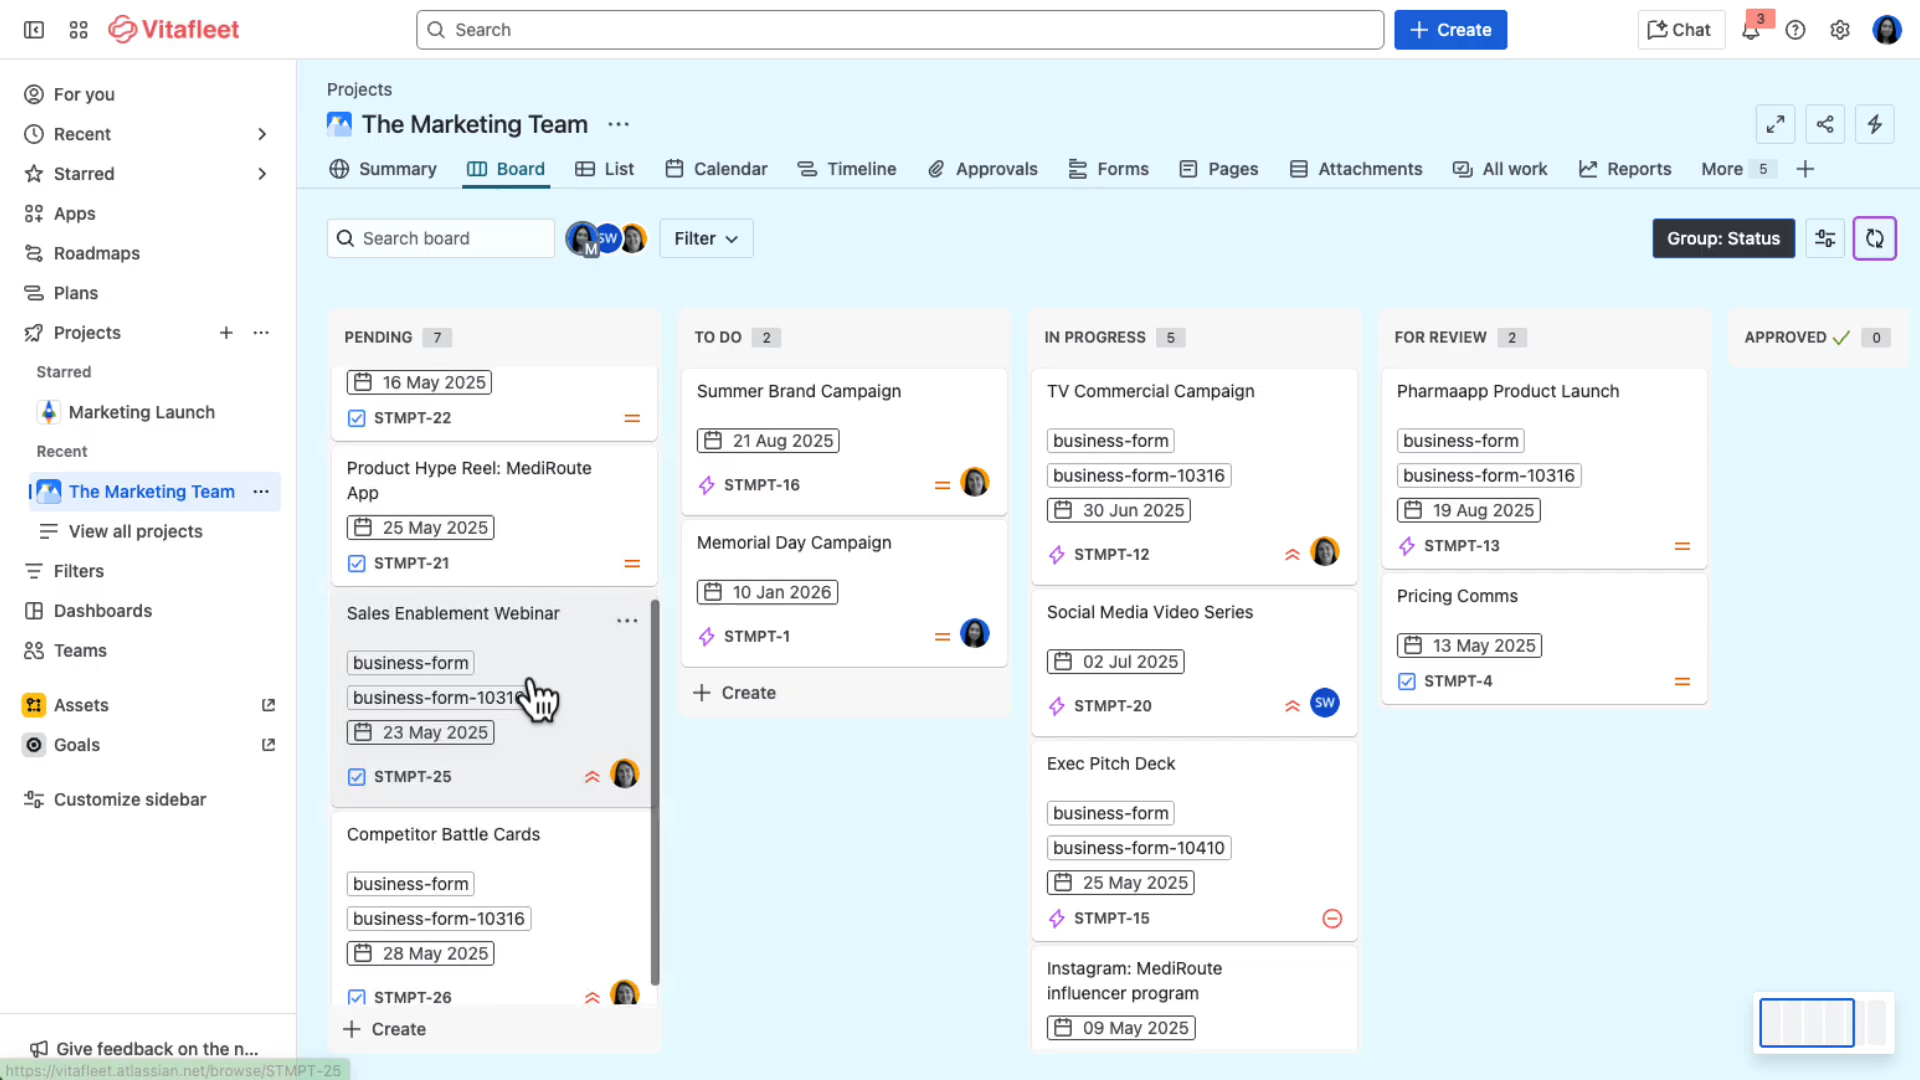 Vitafleet
Search
Create
Chat
3
For you
Recent
Starred
Apps
Roadmaps
Plans
Projects
Starred
Marketing Launch
Recent
The Marketing Team
View all projects
Filters
Dashboards
Teams
Assets
Goals
Customize sidebar
Give feedback on the n...
https://vitafleet.atlassian.net/browse/STMPT-25
Projects
The Marketing Team
Summary Board List Calendar Timeline Approvals Forms Pages Attachments All work Reports More 5
Search board
M
SW
Filter
Group: Status
PENDING 7
16 May 2025
STMPT-22
Product Hype Reel: MediRoute
App
25 May 2025
STMPT-21
Sales Enablement Webinar
business-form
business-form-1031
23 May 2025
STMPT-25
Competitor Battle Cards
business-form
business-form-10316
28 May 2025
STMPT-26
Create
TO DO 2
Summer Brand Campaign
21 Aug 2025
STMPT-16
Memorial Day Campaign
10 Jan 2026
STMPT-1
Create
IN PROGRESS 5
TV Commercial Campaign
business-form
business-form-10316
30 Jun 2025
STMPT-12
Social Media Video Series
02 Jul 2025
STMPT-20
SW
Exec Pitch Deck
business-form
business-form-10410
25 May 2025
STMPT-15
Instagram: MediRoute
influencer program
09 May 2025
FOR REVIEW 2
Pharmaapp Product Launch
business-form
business-form-10316
19 Aug 2025
STMPT-13
Pricing Comms
13 May 2025
STMPT-4
APPROVED 0